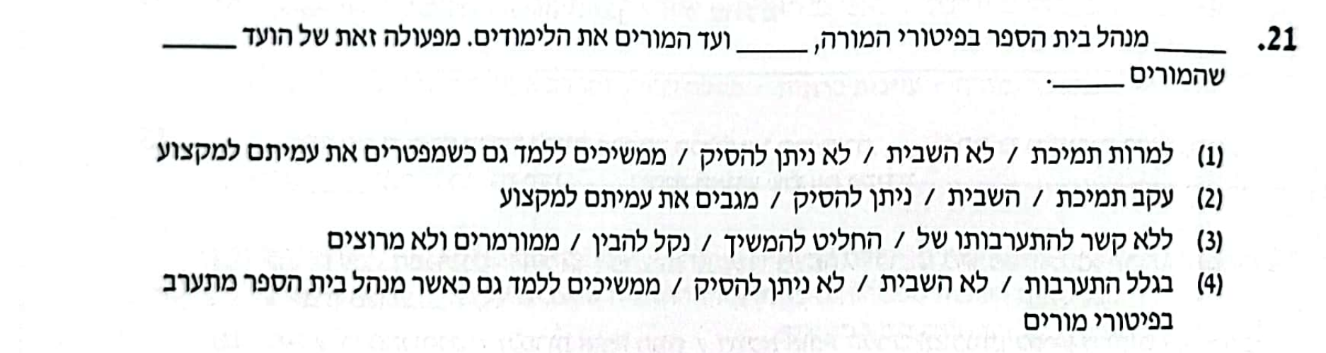 21. _____ מנהל בית הספר בפיטורי המורה, _____ ועד המורים את הלימודים. מפעולה זאת של הועד _____
שהמורים _____.
(1) למרות תמיכת / לא השבית / לא ניתן להסיק / ממשיכים ללמד גם כשמפטרים את עמיתם למקצוע
(2) עקב תמיכת / השבית / ניתן להסיק / מגבים את עמיתם למקצוע
(3) ללא קשר להתערבותו של / החליט להמשיך / נקל להבין / ממורמרים ולא מרוצים
(4) בגלל התערבות / לא השבית / לא ניתן להסיק / ממשיכים ללמד גם כאשר מנהל בית הספר מתערב
בפיטורי מורים